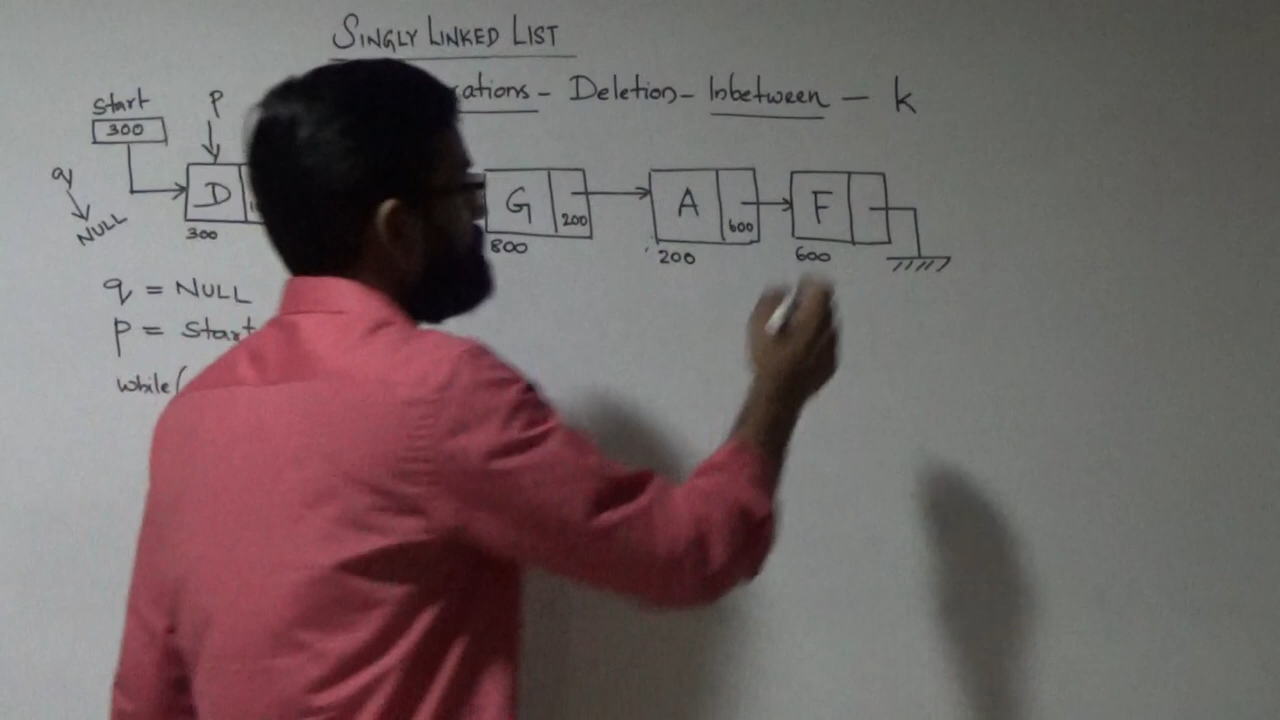 SINGLY LINKED LIST
- Deletion - Inbetween - k
Start
300
P
q
NULL
D
G
200
A
600
F
300
800
200
600
q = NULL
P = Start
while(